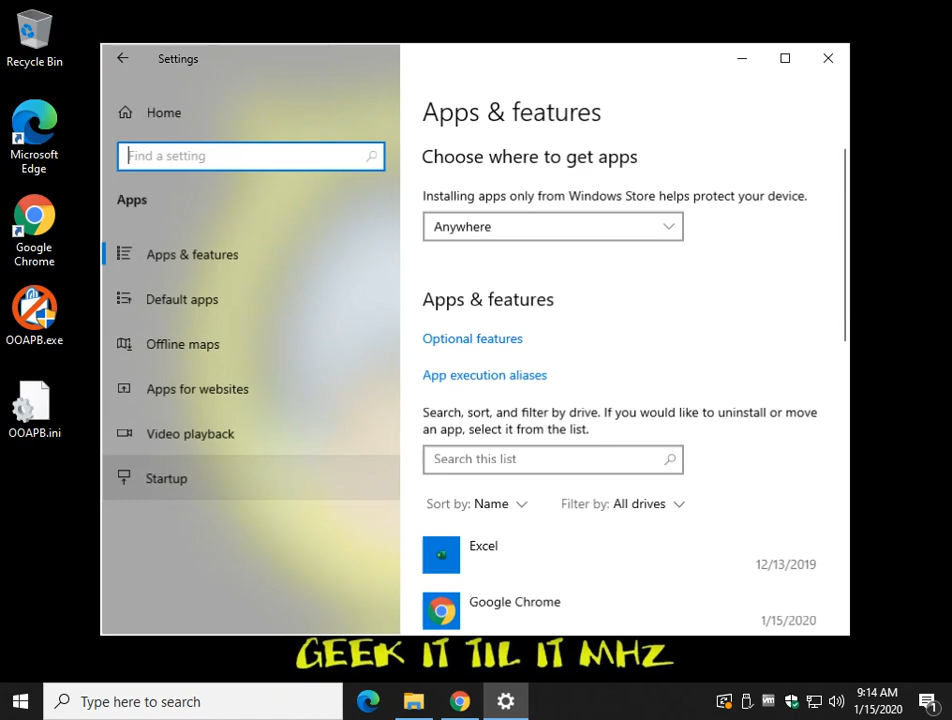 Recycle Bin
Microsoft
Edge
Google
Chrome
OOAPB.exe
OOAPB.ini
Settings
Home
Find a setting
Apps
Apps & features
Default apps
Offline maps
Apps for websites
Video playback
Startup
Apps & features
Choose where to get apps
Installing apps only from Windows Store helps protect your device.
Anywhere
Apps & features
Optional features
App execution aliases
Search, sort, and filter by drive. If you would like to uninstall or move
an app, select it from the list.
Search this list
Sort by: Name
Filter by: All drives
Excel
12/13/2019
Google Chrome
1/15/2020
GEEK IT TIL IT MHZ
Type here to search
vm
9:14 AM
1/15/2020
1